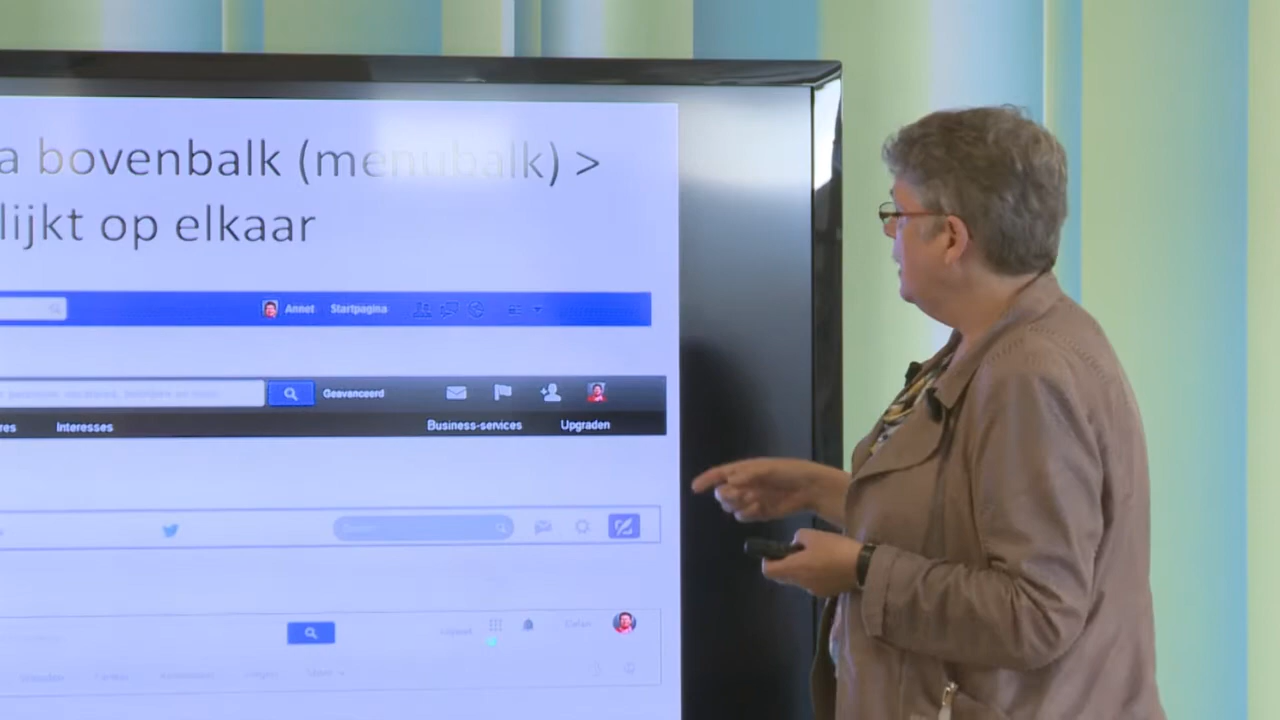 a bovenbalk (menubalk) >
lijkt op elkaar
Annet Startpagina
Geavanceerd
res Interesses Business-services Upgraden